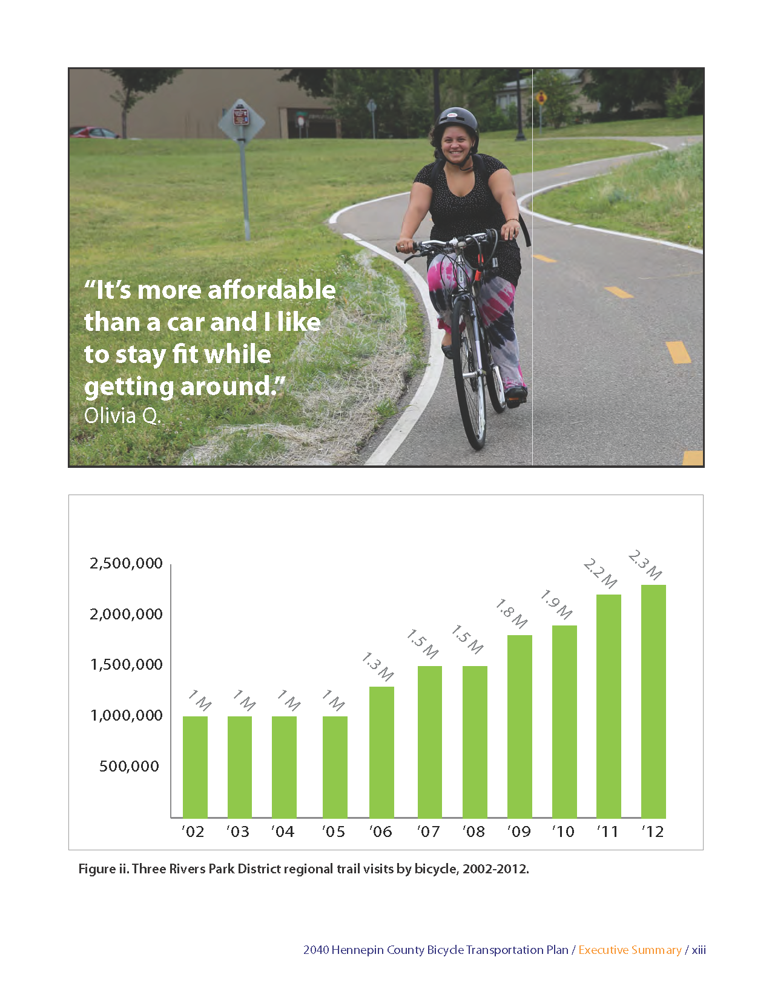 “It’s more affordable
than a car and I like
to stay fit while
getting around.”
Olivia Q.
2,500,000
2,000,000
1,500,000
1,000,000
500,000
1 M
1 M
1 M
1 M
1.3 M
1.5 M
1.5 M
1.8 M
1.9 M
2.2 M
2.3 M
’02 ’03 ’04 ’05 ’06 ’07 ’08 ’09 ’10 ’11 ’12
Figure ii. Three Rivers Park District regional trail visits by bicycle, 2002-2012.
2040 Hennepin County Bicycle Transportation Plan / Executive Summary / xiii